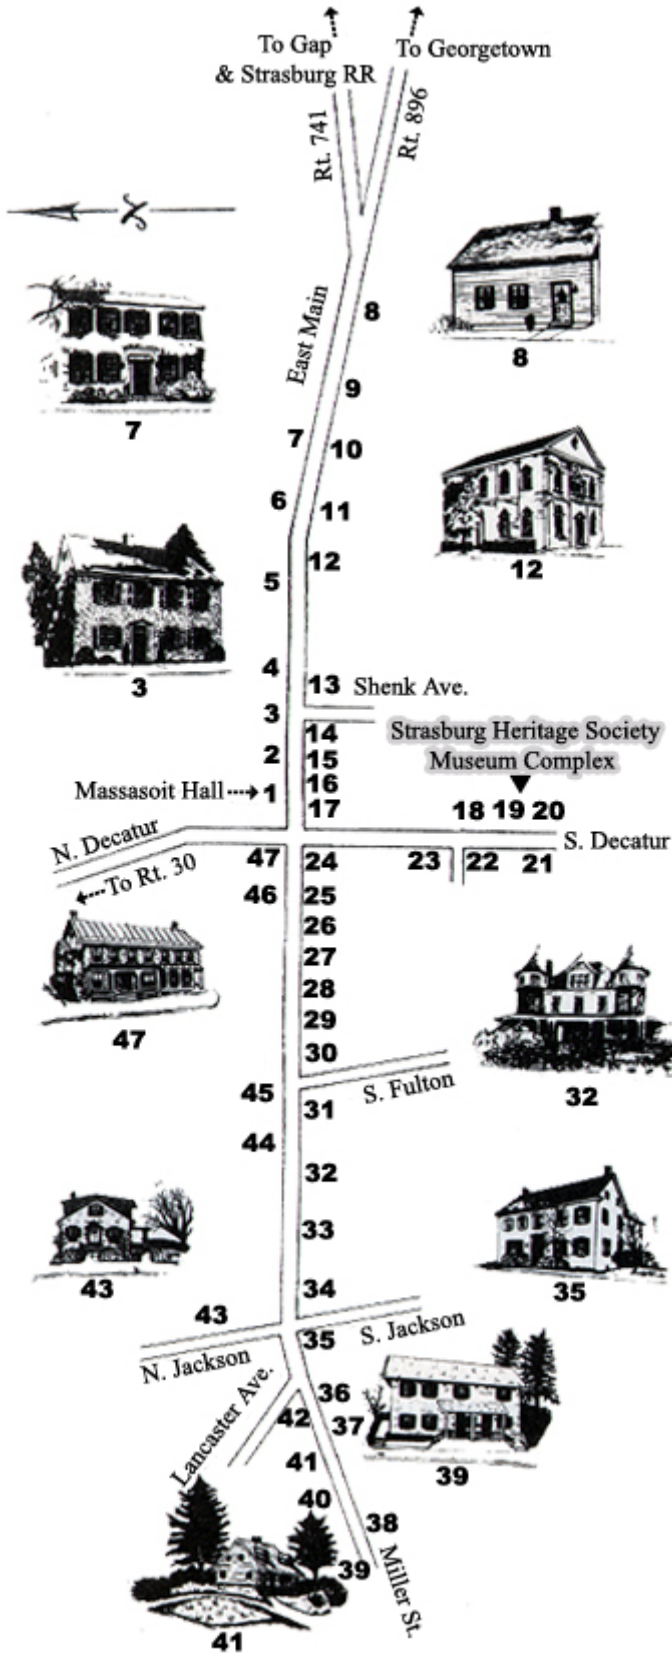 To Gap
& Strasburg RR
To Georgetown
Rt. 741
Rt. 896
East Main
8
8
7
9
7
10
6
11
12
12
5
3
4
13 Shenk Ave.
3
14
Strasburg Heritage Society
Museum Complex
2
15
16
Massasoit Hall
1
17
18 19 20
N. Decatur
S. Decatur
To Rt. 30
47
24
23
22
21
46
25
26
27
28
47
29
30
45
S. Fulton
32
31
44
32
33
43
34
35
43
35
S. Jackson
N. Jackson
Lancaster Ave.
36
42
37
39
41
40
38
39
Miller St.
41